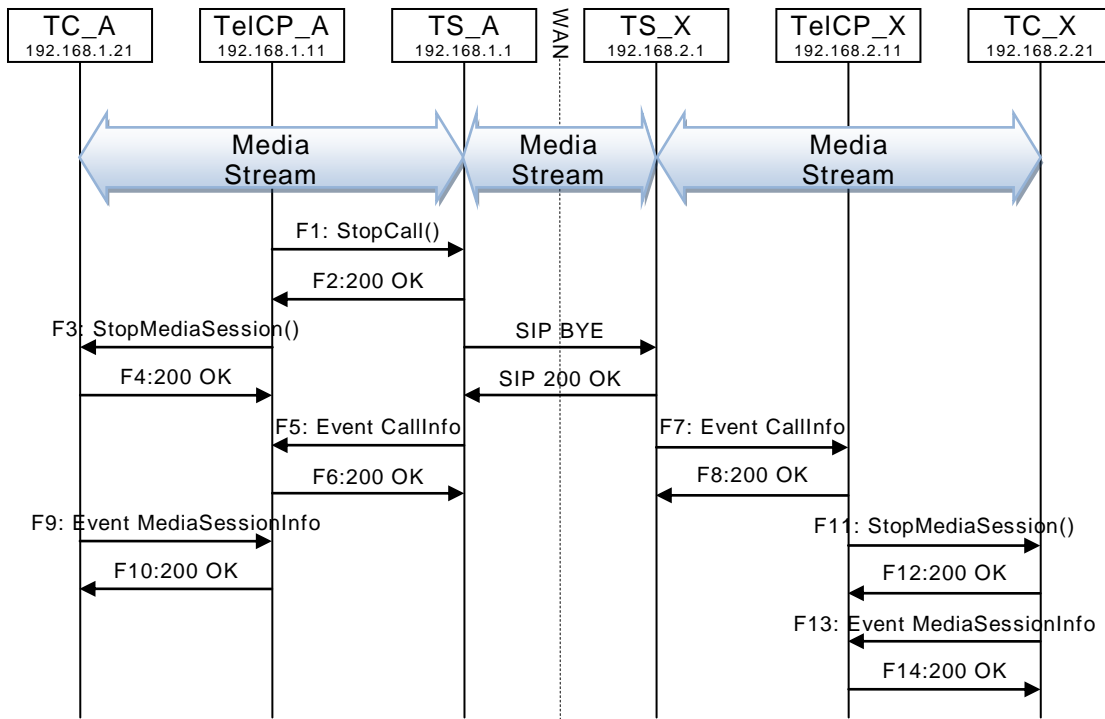 TC_A
192.168.1.21
TelCP_A
192.168.1.11
TS_A
192.168.1.1
WAN
TS_X
192.168.2.1
TelCP_X
192.168.2.11
TC_X
192.168.2.21
Media
Stream
Media
Stream
Media
Stream
F1: StopCall()
F2:200 OK
F3: StopMediaSession()
SIP BYE
F4:200 OK
SIP 200 OK
F5: Event CallInfo
F7: Event CallInfo
F6:200 OK
F8:200 OK
F9: Event MediaSessionInfo
F11: StopMediaSession()
F10:200 OK
F12:200 OK
F13: Event MediaSessionInfo
F14:200 OK